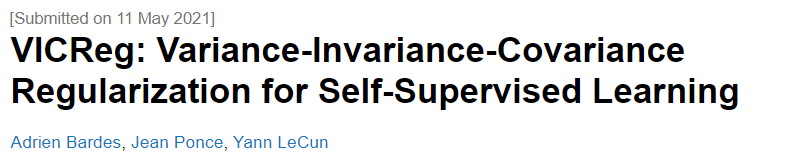 [Submitted on 11 May 2021]
VICReg: Variance-Invariance-Covariance
Regularization for Self-Supervised Learning
Adrien Bardes, Jean Ponce, Yann LeCun